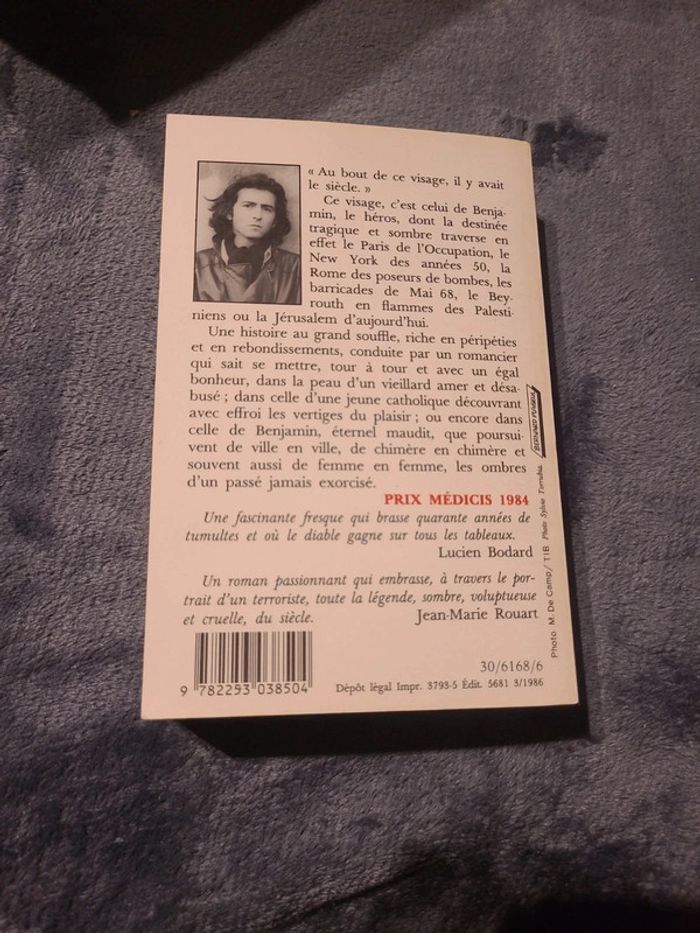 « Au bout de ce visage, il y avait
le siècle. »
Ce visage, c'est celui de Benja-
min, le héros, dont la destinée
tragique et sombre traverse en
effet le Paris de l'Occupation, le
New York des années 50, la
Rome des poseurs de bombes, les
barricades de Mai 68, le Bey-
routh en flammes des Palesti-
niens ou la Jérusalem d'aujourd'hui.
Une histoire au grand souffle, riche en péripéties
et en rebondissements, conduite par un romancier
qui sait se mettre, tour à tour et avec un égal
bonheur, dans la peau d'un vieillard amer et désa-
busé ; dans celle d'une jeune catholique découvrant
avec effroi les vertiges du plaisir ; ou encore dans
celle de Benjamin, éternel maudit, que poursui-
vent de ville en ville, de chimère en chimère et
souvent aussi de femme en femme, les ombres
d'un passé jamais exorcisé.
PRIX MÉDICIS 1984
Une fascinante fresque qui brasse quarante années de
tumultes et où le diable gagne sur tous les tableaux.
Lucien Bodard
Un roman passionnant qui embrasse, à travers le por-
trait d'un terroriste, toute la légende, sombre, voluptueuse
et cruelle, du siècle.
Jean-Marie Rouart
30/6168/6
9 782253 038504
Dépôt légal Impr. 3793-5 Édit. 5681 3/1986
Photo M. De Camp / TIB Photo Sylvia
BERNARD